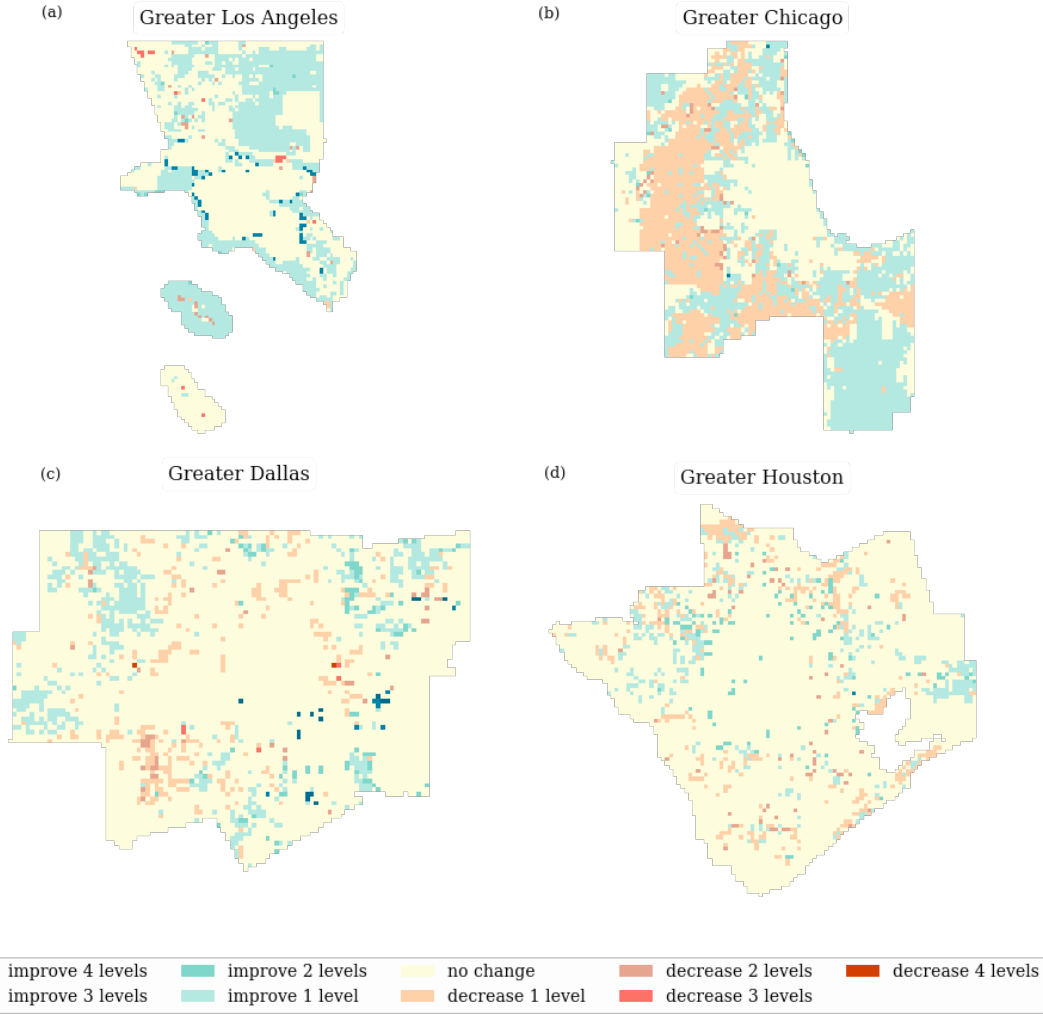 (a)
Greater Los Angeles
(b)
Greater Chicago
(c)
Greater Dallas
(d)
Greater Houston
improve 4 levels
improve 2 levels
no change
decrease 2 levels
decrease 4 levels
improve 3 levels
improve 1 level
decrease 1 level
decrease 3 levels